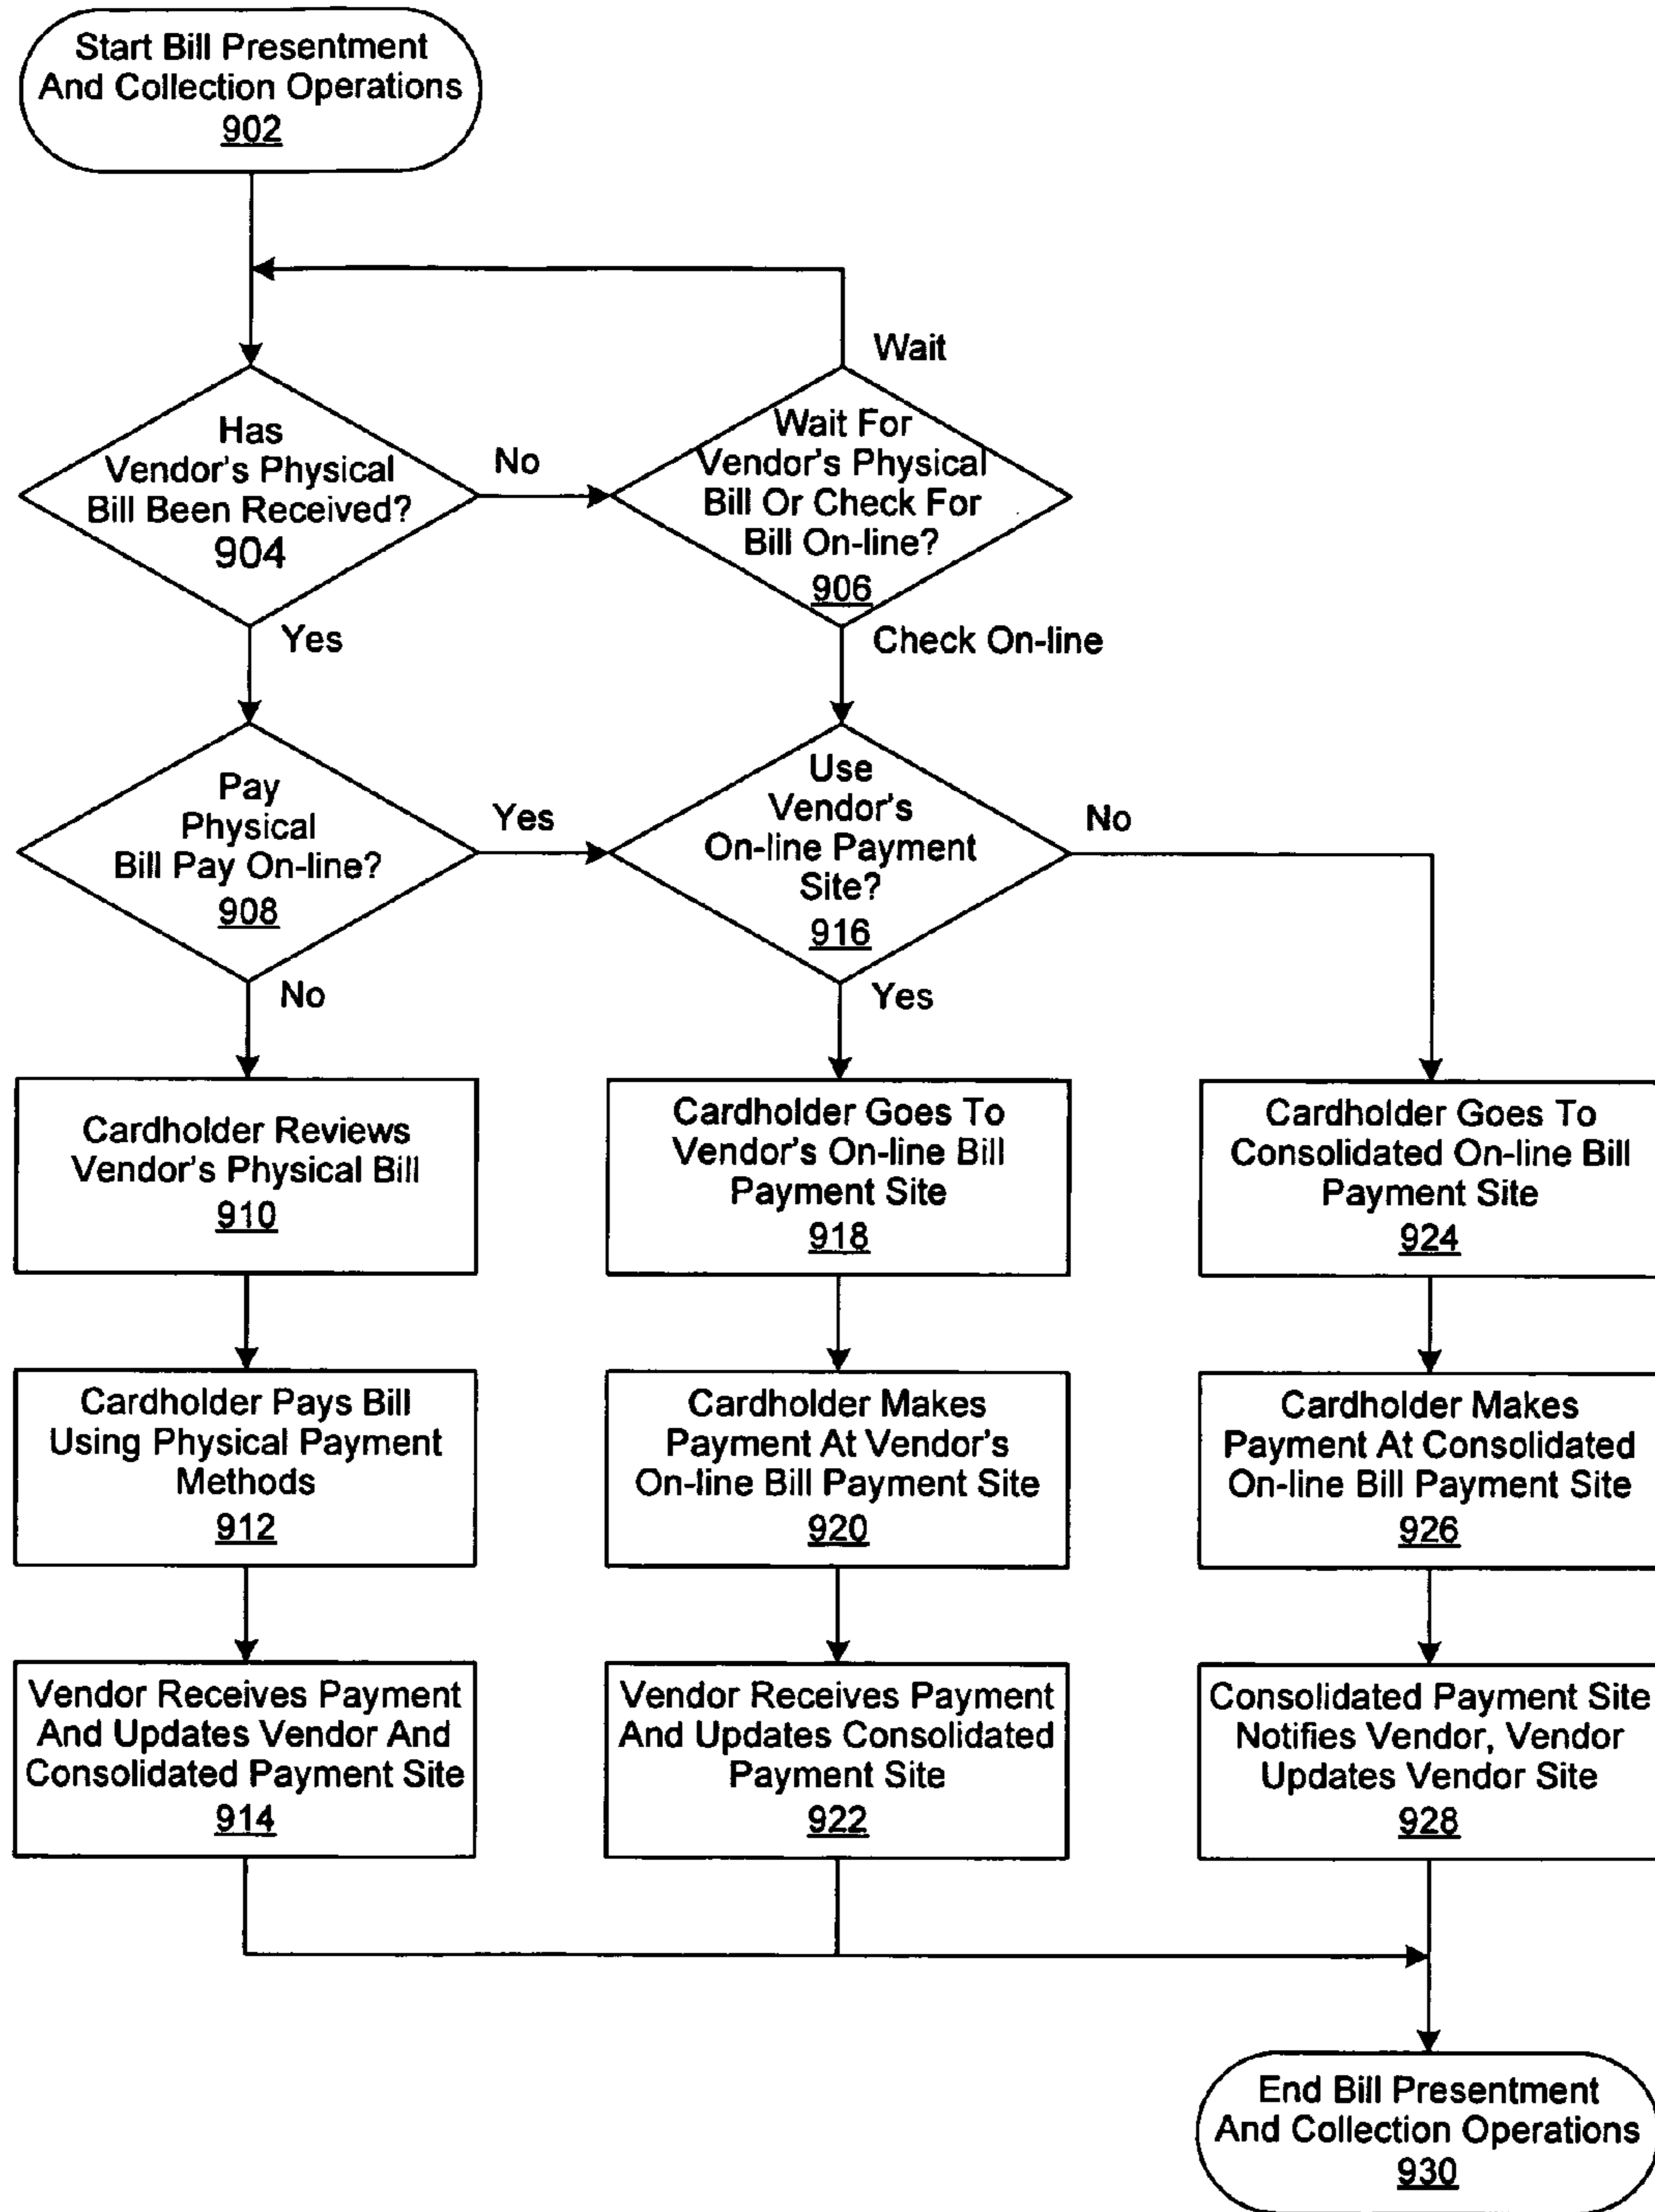 Start Bill Presentment
And Collection Operations
902
Wait
Has
Vendor's Physical
Bill Been Received?
904
No
Wait For
Vendor's Physical
Bill Or Check For
Bill On-line?
906
Yes
Check On-line
Pay
Physical
Bill Pay On-line?
908
Yes
Use
Vendor's
On-line Payment
Site?
916
No
No
Yes
Cardholder Reviews
Vendor's Physical Bill
910
Cardholder Goes To
Vendor's On-line Bill
Payment Site
918
Cardholder Goes To
Consolidated On-line Bill
Payment Site
924
Cardholder Pays Bill
Using Physical Payment
Methods
912
Cardholder Makes
Payment At Vendor's
On-line Bill Payment Site
920
Cardholder Makes
Payment At Consolidated
On-line Bill Payment Site
926
Vendor Receives Payment
And Updates Vendor And
Consolidated Payment Site
914
Vendor Receives Payment
And Updates Consolidated
Payment Site
922
Consolidated Payment Site
Notifies Vendor, Vendor
Updates Vendor Site
928
End Bill Presentment
And Collection Operations
930